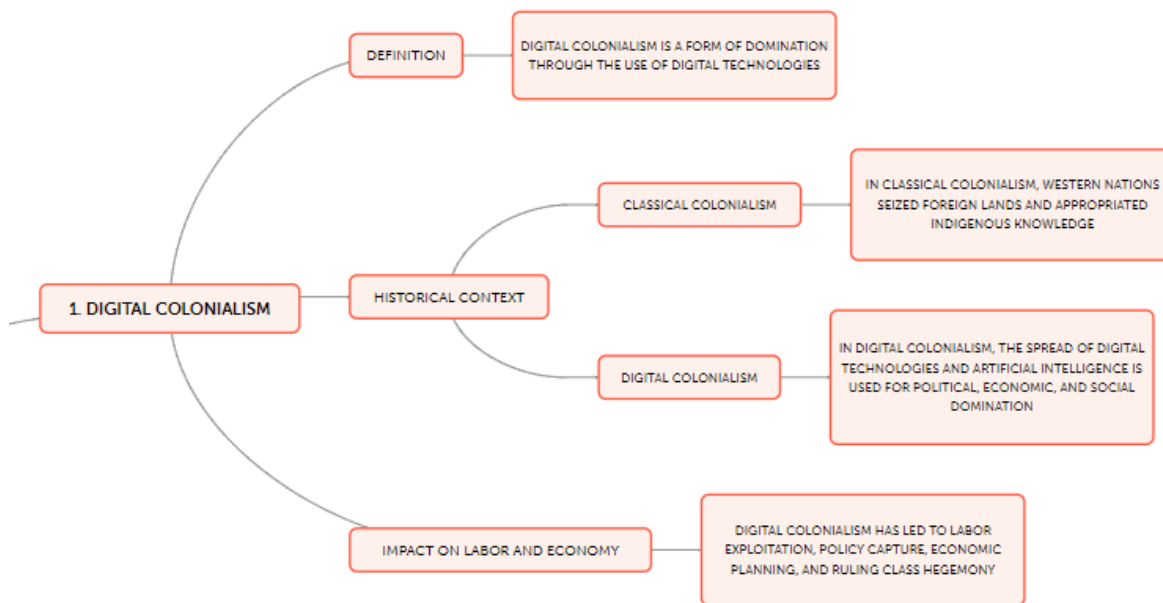 DEFINITION
DIGITAL COLONIALISM IS A FORM OF DOMINATION
THROUGH THE USE OF DIGITAL TECHNOLOGIES
CLASSICAL COLONIALISM
IN CLASSICAL COLONIALISM, WESTERN NATIONS
SEIZED FOREIGN LANDS AND APPROPRIATED
INDIGENOUS KNOWLEDGE
1. DIGITAL COLONIALISM
HISTORICAL CONTEXT
DIGITAL COLONIALISM
IN DIGITAL COLONIALISM, THE SPREAD OF DIGITAL
TECHNOLOGIES AND ARTIFICIAL INTELLIGENCE IS
USED FOR POLITICAL, ECONOMIC, AND SOCIAL
DOMINATION
IMPACT ON LABOR AND ECONOMY
DIGITAL COLONIALISM HAS LED TO LABOR
EXPLOITATION, POLICY CAPTURE, ECONOMIC
PLANNING, AND RULING CLASS HEGEMONY